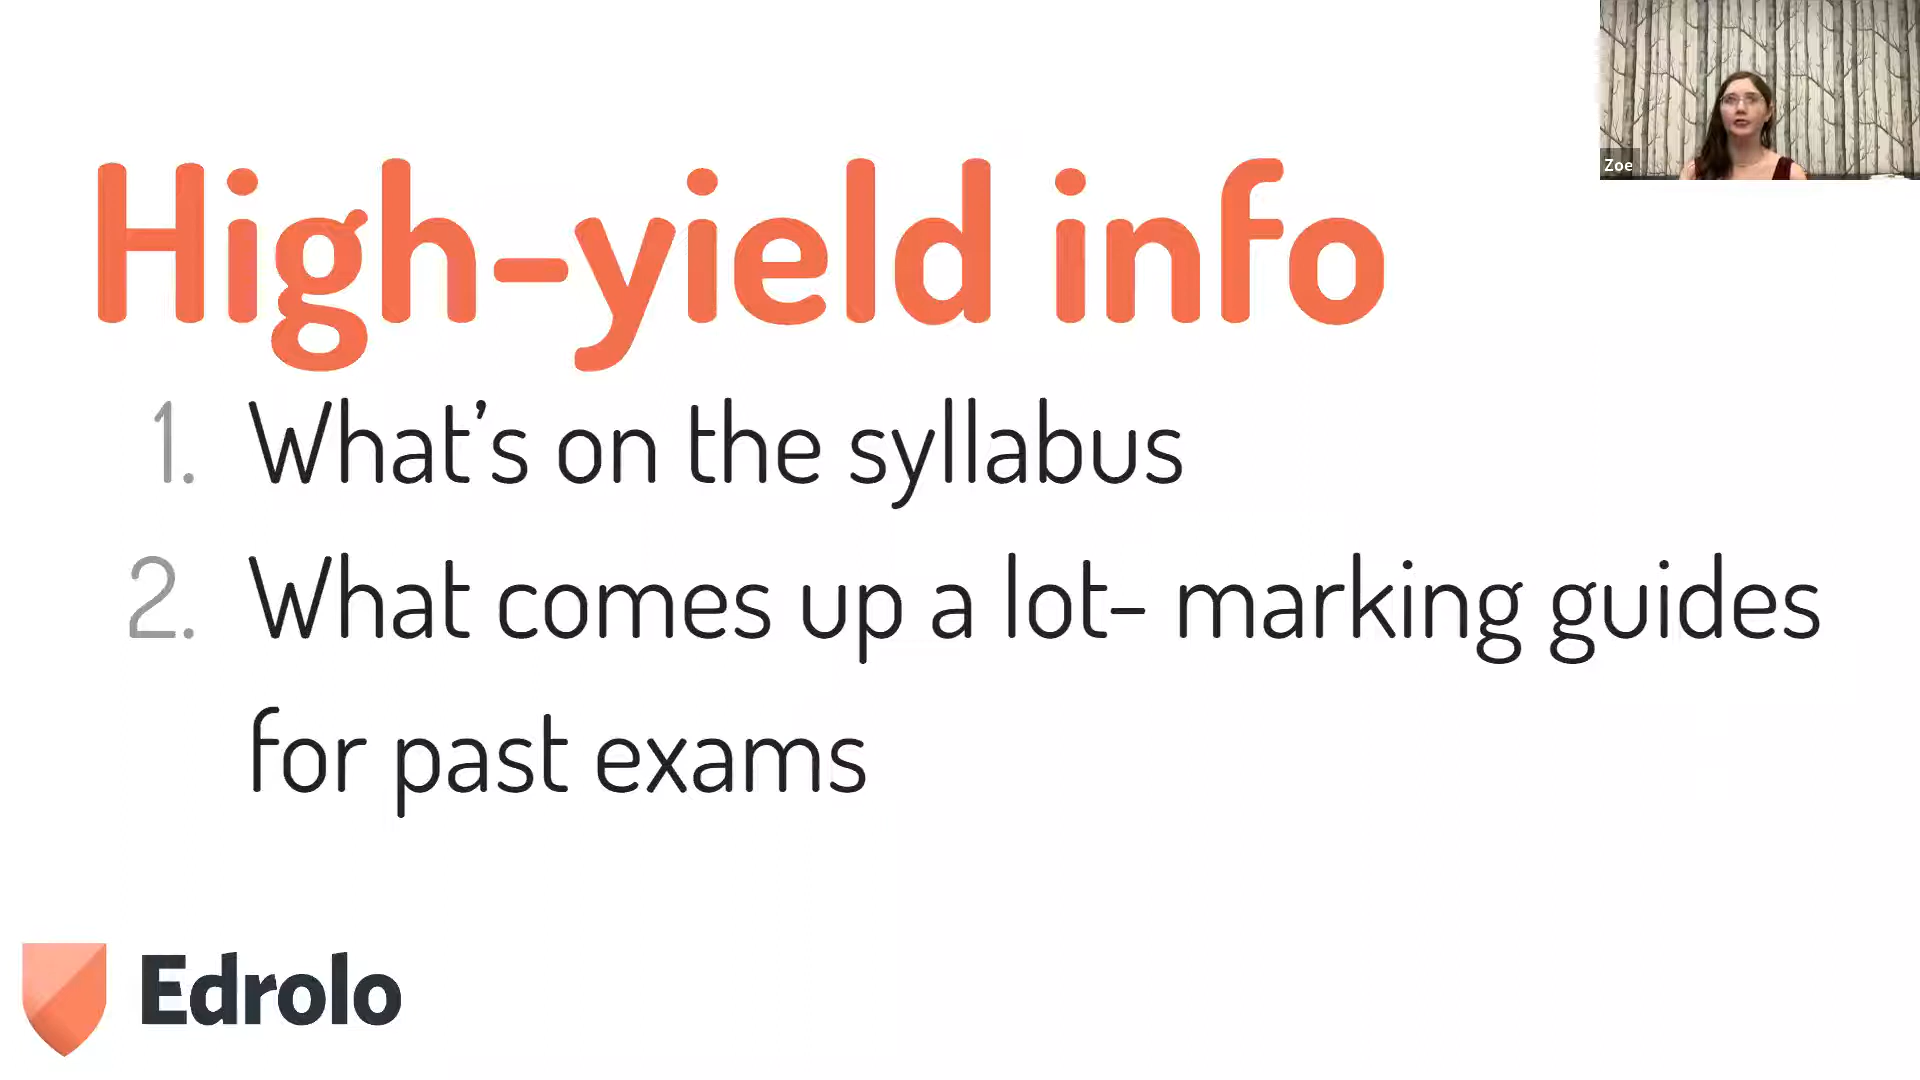 High-yield info
1. What's on the syllabus
2. What comes up a lot- marking guides
for past exams
Zoe
Edrolo